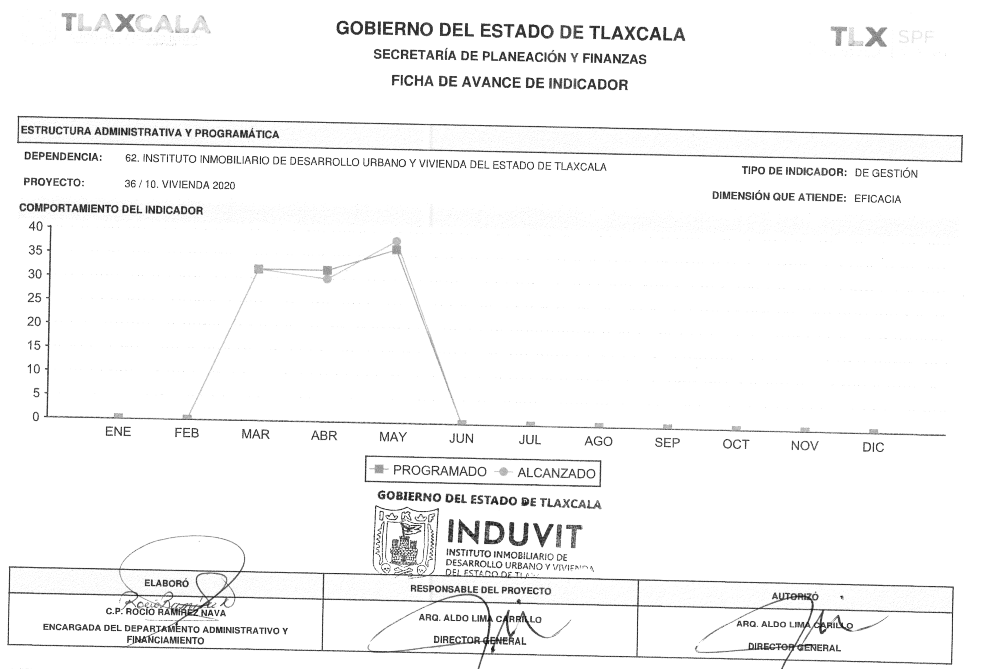 TLAXCALA
GOBIERNO DEL ESTADO DE TLAXCALA
TLX SPF
SECRETARÍA DE PLANEACIÓN Y FINANZAS
FICHA DE AVANCE DE INDICADOR
ESTRUCTURA ADMINISTRATIVA Y PROGRAMÁTICA
DEPENDENCIA: 62. INSTITUTO INMOBILIARIO DE DESARROLLO URBANO Y VIVIENDA DEL ESTADO DE TLAXCALA
TIPO DE INDICADOR: DE GESTIÓN
PROYECTO: 36 / 10. VIVIENDA 2020
DIMENSIÓN QUE ATIENDE: EFICACIA
COMPORTAMIENTO DEL INDICADOR
40
35
30
25
20
15
10
5
0
ENE FEB MAR ABR MAY JUN JUL AGO SEP OCT NOV DIC
PROGRAMADO ALCANZADO
GOBIERNO DEL ESTADO DE TLAXCALA
INDUVIT
INSTITUTO INMOBILIARIO DE
DESARROLLO URBANO Y VIVIENDA
DEL ESTADO DE
ELABORÓ
Rocio Ramirez N
C.P. ROCIO RAMIREZ NAVA
ENCARGADA DEL DEPARTAMENTO ADMINISTRATIVO Y
FINANCIAMIENTO
RESPONSABLE DEL PROYECTO
ARQ. ALDO LIMA CARRILLO
DIRECTOR GENERAL
AUTORIZÓ
ARQ. ALDO LIMA CARILLO
DIRECTOR GENERAL